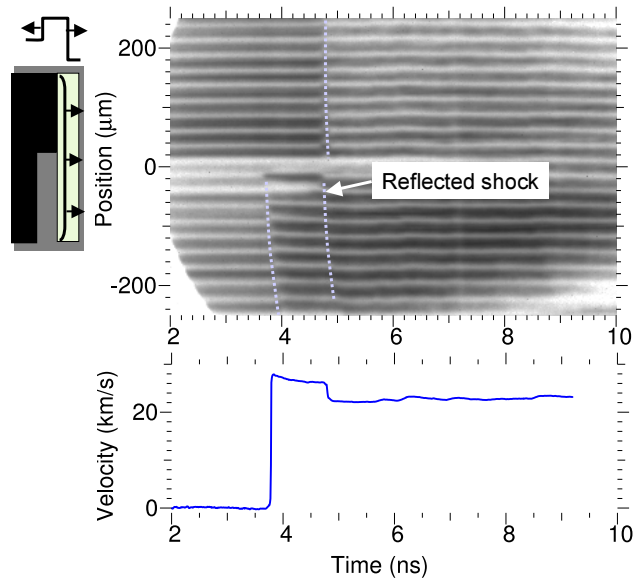 Position (μm)
200
0
-200
Reflected shock
2 4 6 8 10
Velocity (km/s)
20
0
2 4 6 8 10
Time (ns)